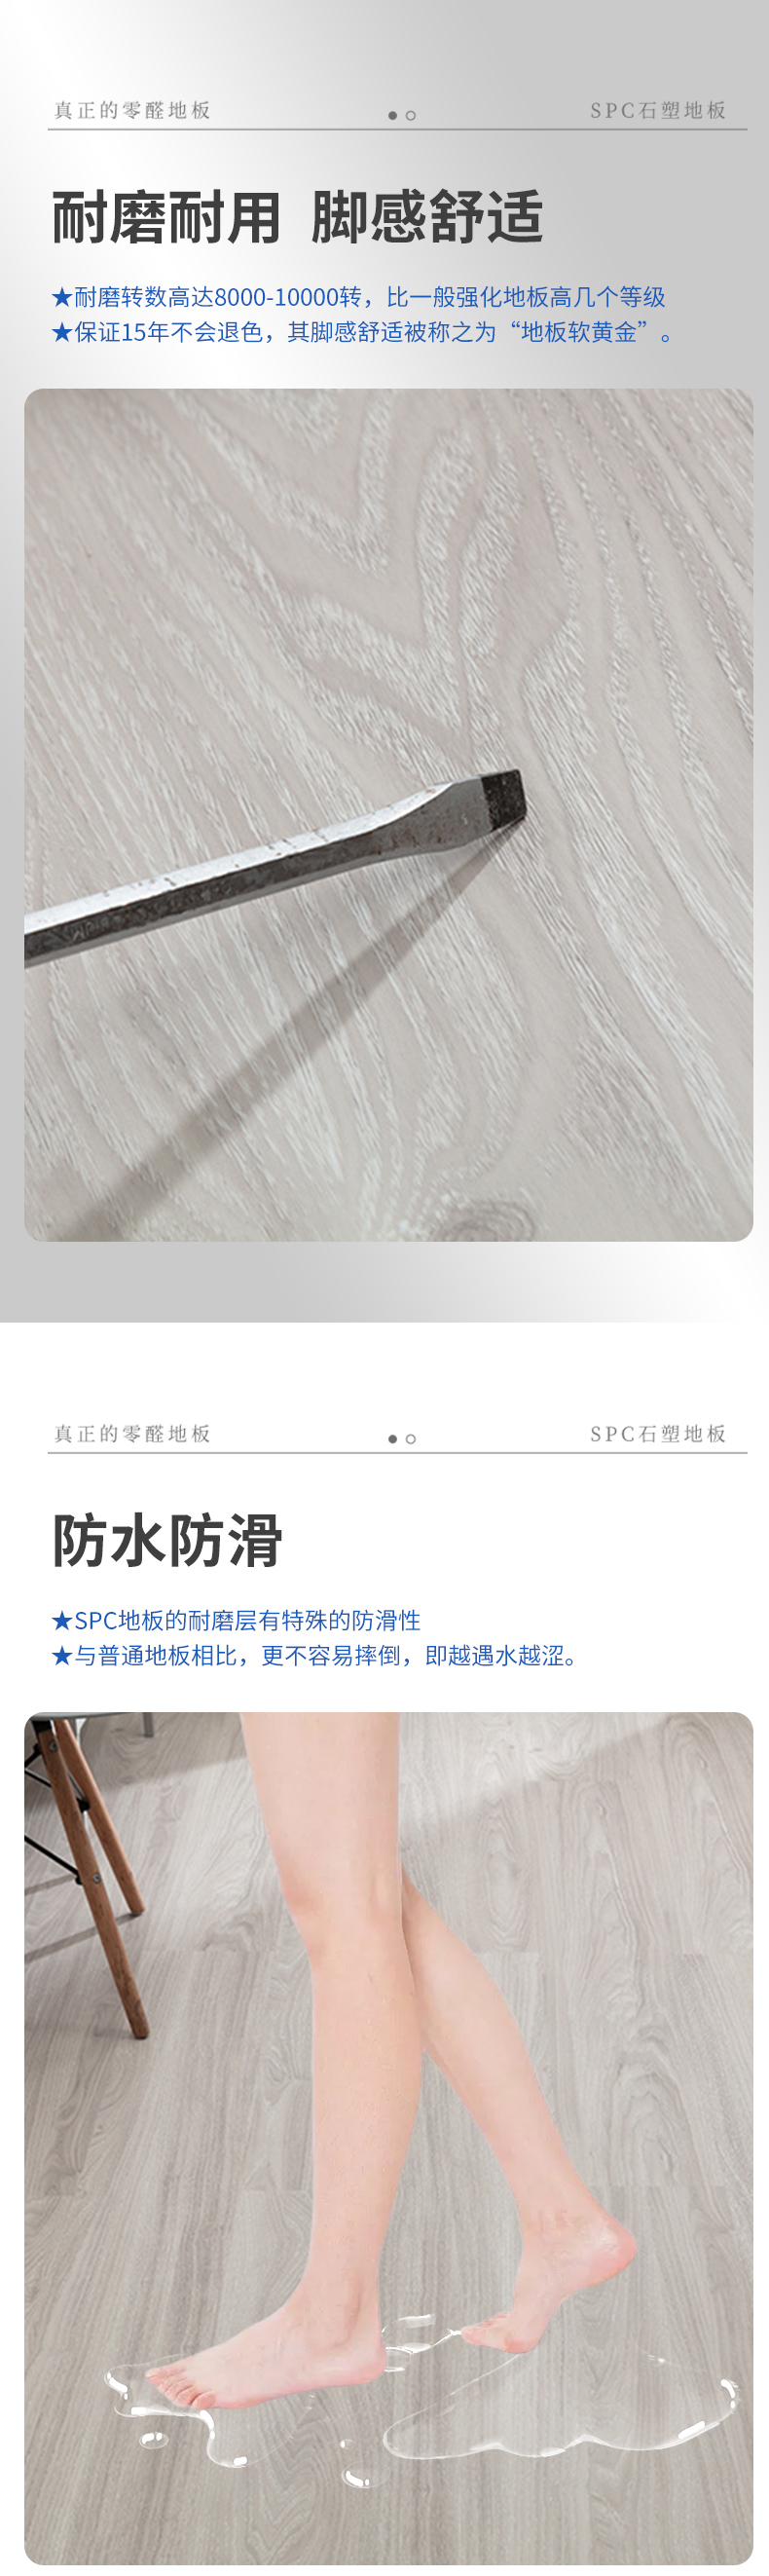 真正的零醛地板
SPC石塑地板
耐磨耐用 脚感舒适
★耐磨转数高达8000-10000转，比一般强化地板高几个等级
★保证15年不会退色，其脚感舒适被称之为“地板软黄金”。
真正的零醛地板
SPC石塑地板
防水防滑
★SPC地板的耐磨层有特殊的防滑性
★与普通地板相比，更不容易摔倒，即越遇水越涩。